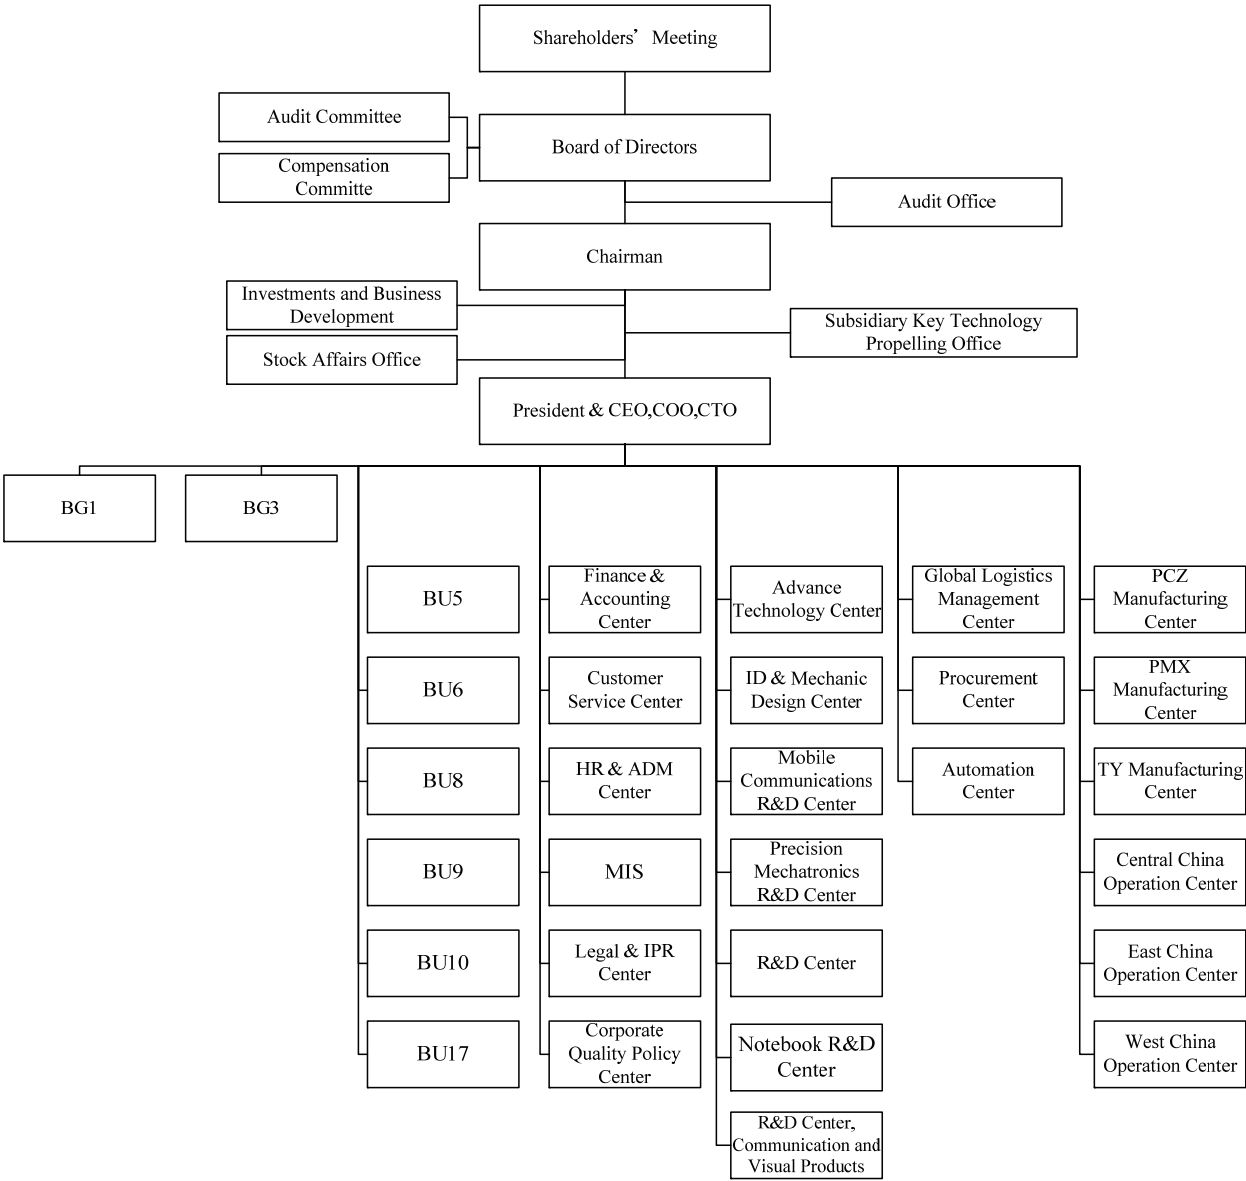 Shareholders’ Meeting
Audit Committee
Board of Directors
Compensation
Committe
Audit Office
Chairman
Investments and Business
Development
Subsidiary Key Technology
Propelling Office
Stock Affairs Office
President & CEO,COO,CTO
BG1
BG3
BU5
BU6
BU8
BU9
BU10
BU17
Finance &
Accounting
Center
Customer
Service Center
HR & ADM
Center
MIS
Legal & IPR
Center
Corporate
Quality Policy
Center
Advance
Technology Center
ID & Mechanic
Design Center
Mobile
Communications
R&D Center
Precision
Mechatronics
R&D Center
R&D Center
Notebook R&D
Center
R&D Center,
Communication and
Visual Products
Global Logistics
Management
Center
Procurement
Center
Automation
Center
PCZ
Manufacturing
Center
PMX
Manufacturing
Center
TY Manufacturing
Center
Central China
Operation Center
East China
Operation Center
West China
Operation Center